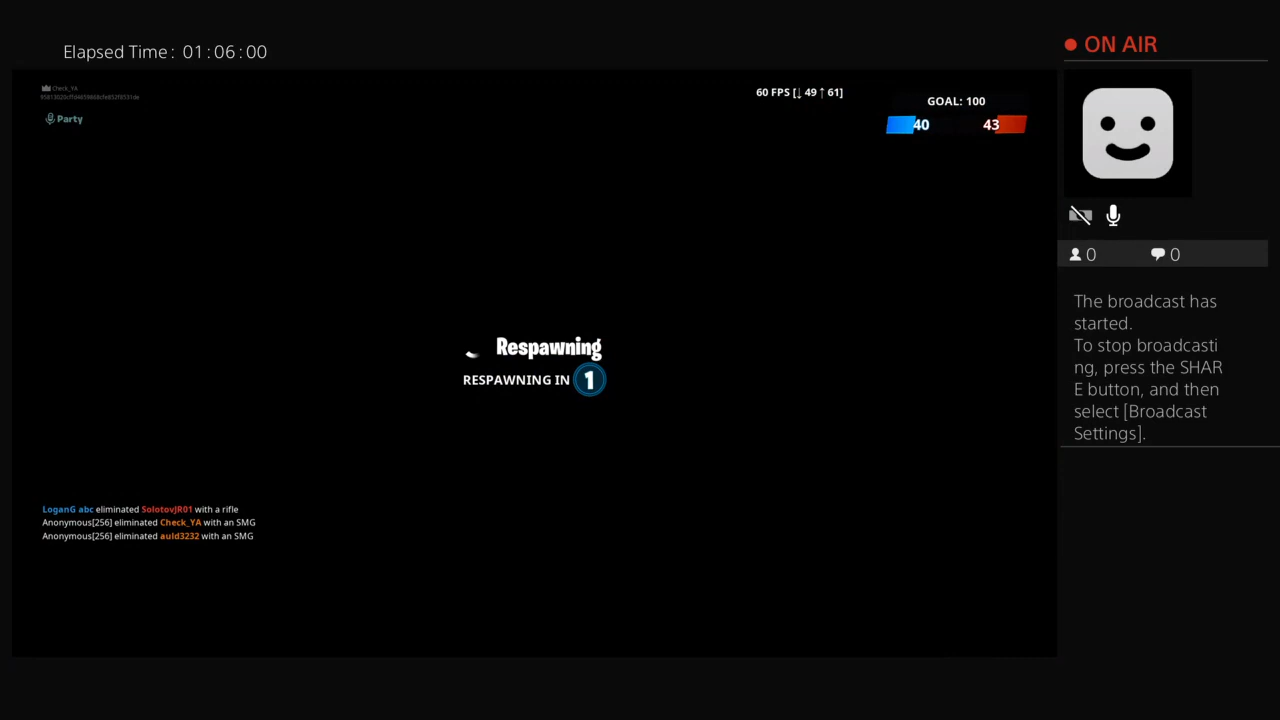 Elapsed Time: 01:06:00
ON AIR
Check_YA
60 FPS [↓ 49 ↑ 61]
GOAL: 100
40 43
Party
0 0
The broadcast has
started.
To stop broadcasti
ng, press the SHAR
E button, and then
select [Broadcast
Settings].
Respawning
RESPAWNING IN 1
LoganG abc eliminated SolotovJR01 with a rifle
Anonymous[256] eliminated Check_YA with an SMG
Anonymous[256] eliminated auld3232 with an SMG